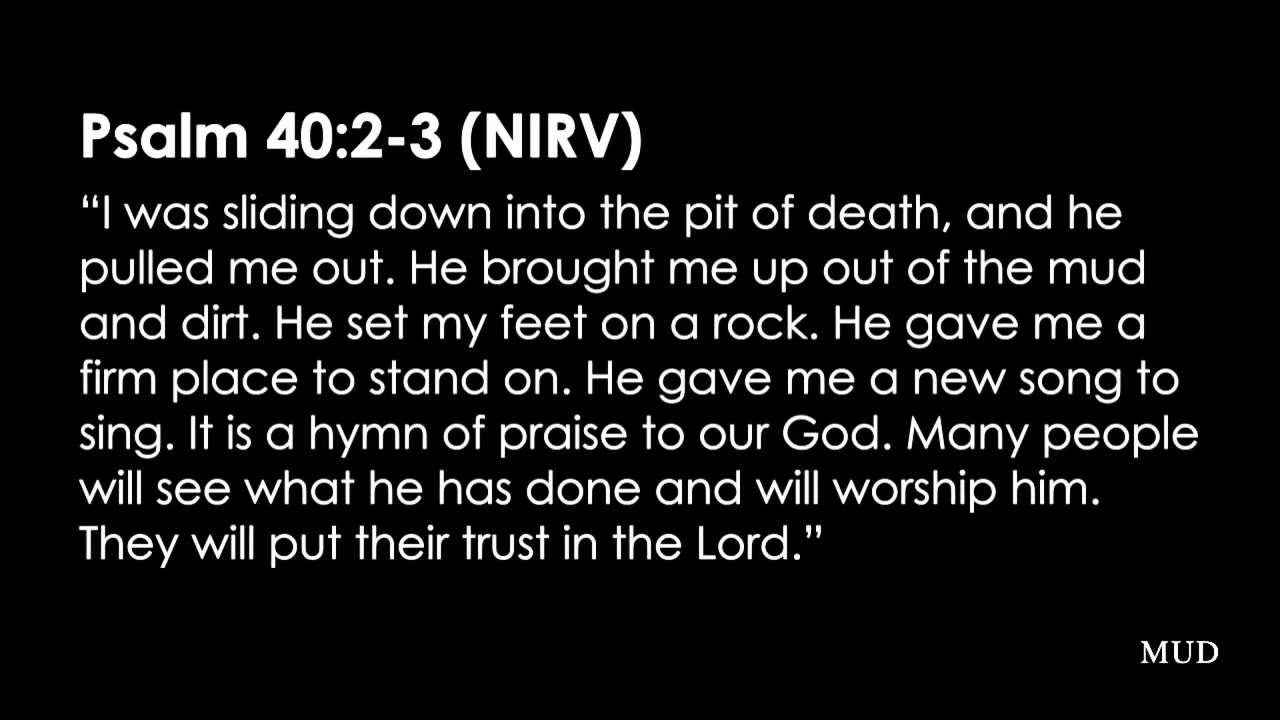 Psalm 40:2-3 (NIRV)
“I was sliding down into the pit of death, and he
pulled me out. He brought me up out of the mud
and dirt. He set my feet on a rock. He gave me a
firm place to stand on. He gave me a new song to
sing. It is a hymn of praise to our God. Many people
will see what he has done and will worship him.
They will put their trust in the Lord.”
MUD